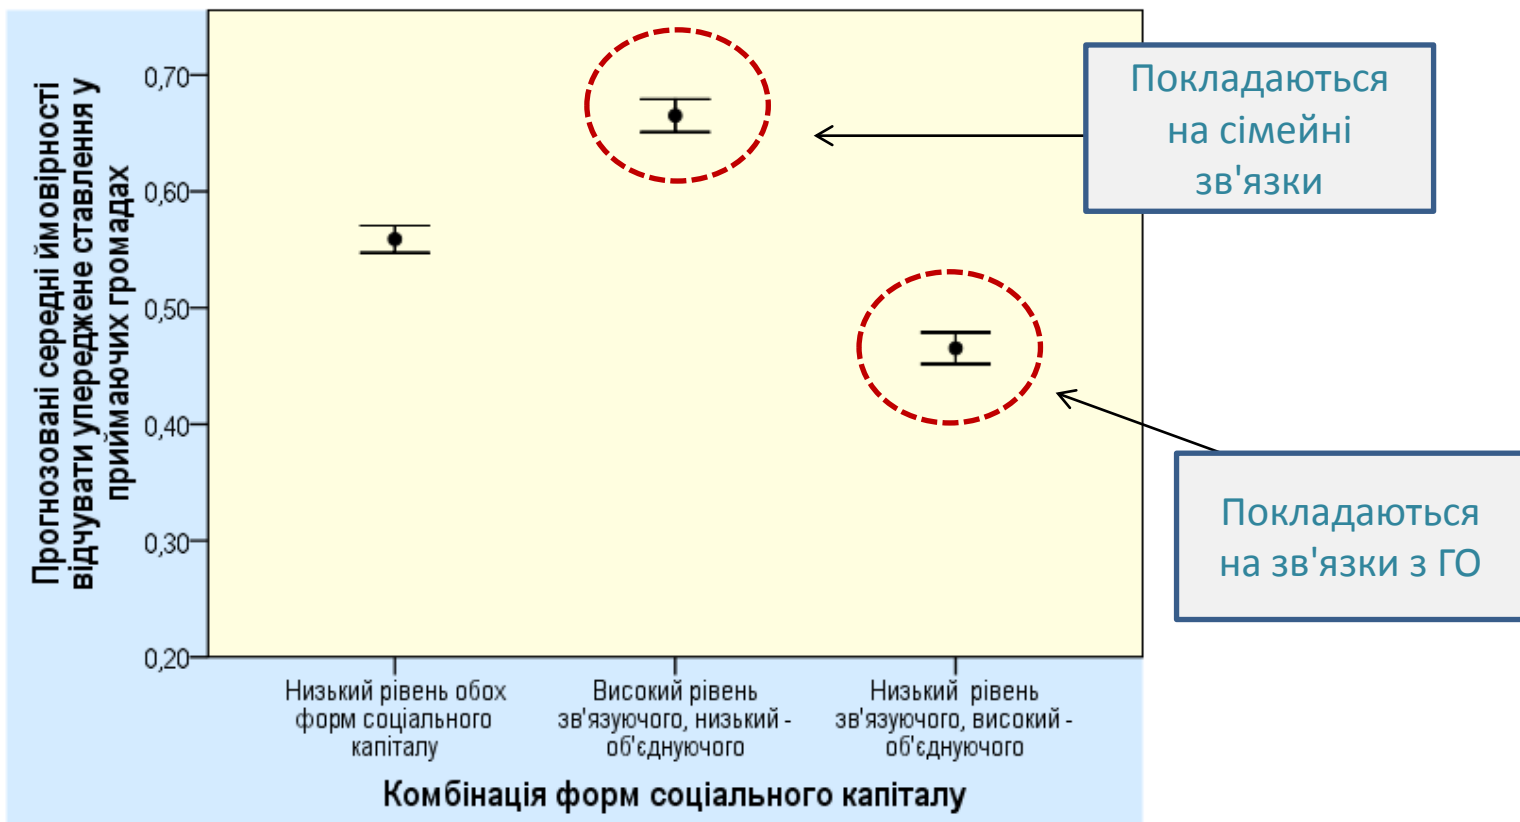 Прогнозовані середні ймовірності
відчувати упереджене ставлення у
приймаючих громадах
0,70
0,60
0,50
0,40
0,30
0,20
Низький рівень обох
форм соціального
капіталу
Високий рівень
зв'язуючого, низький -
об'єднуючого
Низький рівень
зв'язуючого, високий -
об'єднуючого
Комбінація форм соціального капіталу
Покладаються
на сімейні
зв'язки
Покладаються
на зв'язки з ГО